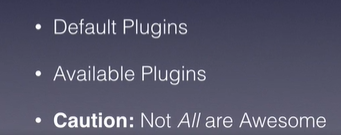 • Default Plugins
• Available Plugins
• Caution: Not All are Awesome